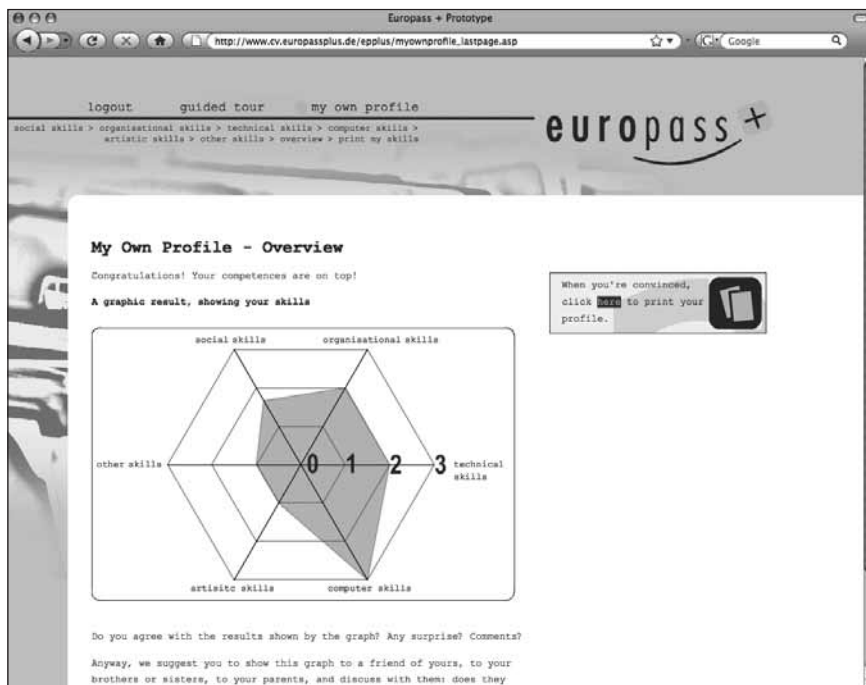 Europass + Prototype
http://www.cv.europassplus.de/epplus/myownprofile_lastpage.asp
Google
logout guided tour my own profile
social skills > organisational skills > technical skills > computer skills >
artistic skills > other skills > overview > print my skills
europass +
My Own Profile - Overview
Congratulations! Your competences are on top!
A graphic result, showing your skills
When you're convinced,
click here to print your
profile.
social skills organisational skills
other skills 0 1 2 3 technical
skills
artisitc skills computer skills
Do you agree with the results shown by the graph? Any surprise? Comments?
Anyway, we suggest you to show this graph to a friend of yours, to your
brothers or sisters, to your parents, and discuss with them: does they